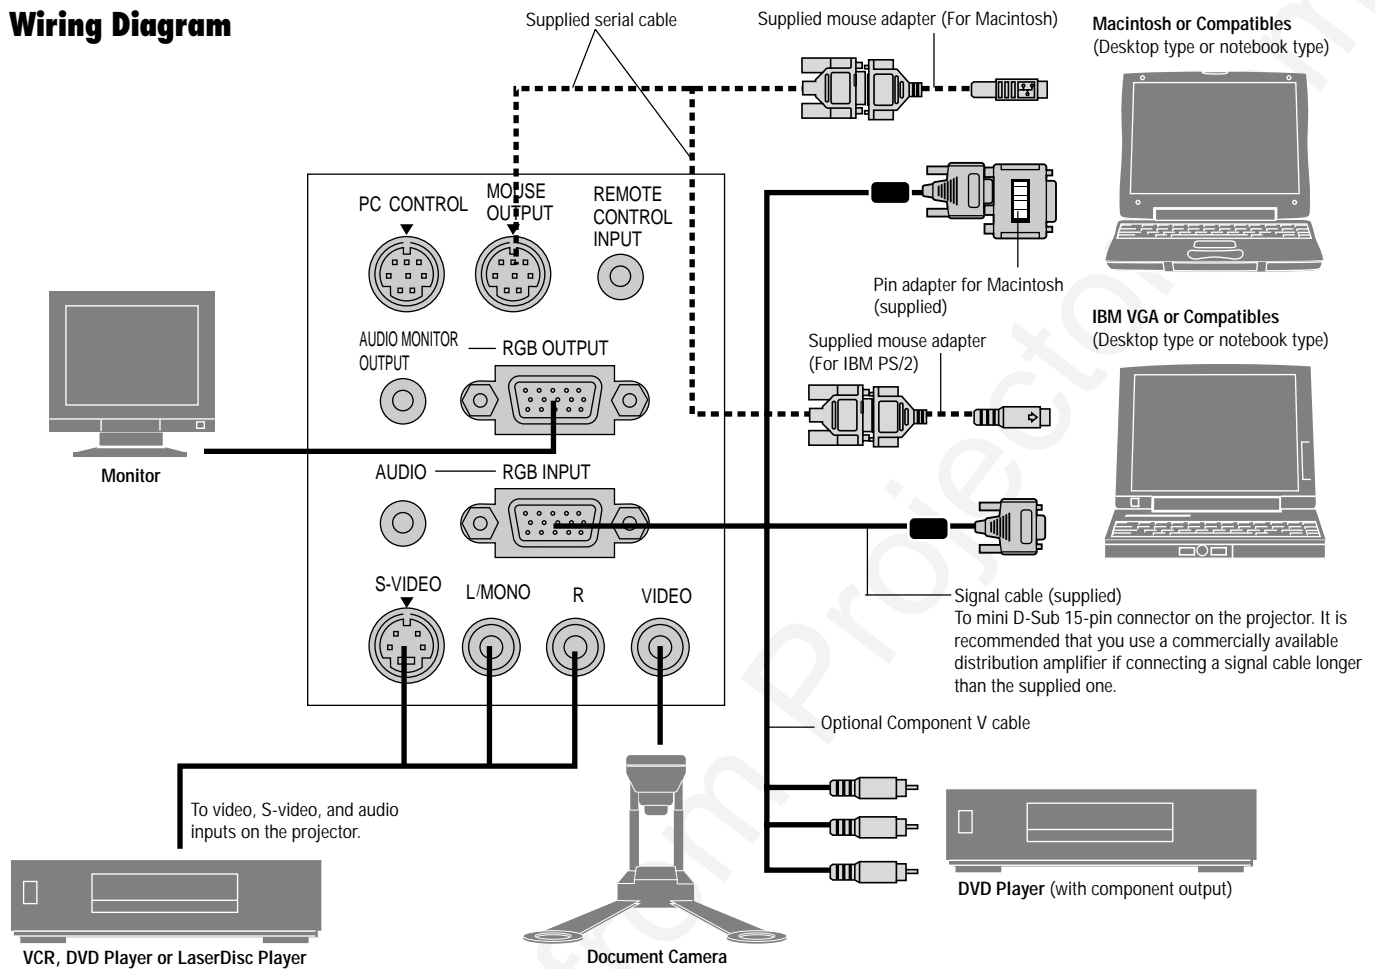 Wiring Diagram
Supplied serial cable
Supplied mouse adapter (For Macintosh)
Macintosh or Compatibles
(Desktop type or notebook type)
PC CONTROL
MOUSE
OUTPUT
REMOTE
CONTROL
INPUT
Pin adapter for Macintosh
(supplied)
IBM VGA or Compatibles
(Desktop type or notebook type)
Supplied mouse adapter
(For IBM PS/2)
AUDIO MONITOR
OUTPUT
RGB OUTPUT
Monitor
AUDIO
RGB INPUT
S-VIDEO
L/MONO
R
VIDEO
Signal cable (supplied)
To mini D-Sub 15-pin connector on the projector. It is
recommended that you use a commercially available
distribution amplifier if connecting a signal cable longer
than the supplied one.
Optional Component V cable
To video, S-video, and audio
inputs on the projector.
DVD Player (with component output)
VCR, DVD Player or LaserDisc Player
Document Camera
from Projector